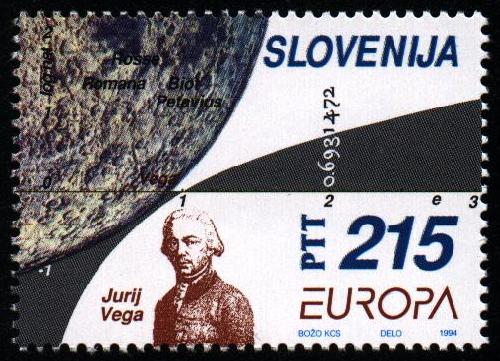 SLOVENIJA
Rosse
Romana Biot
Petavius
Vega
0.6931472
0 1 2 e 3
-1
PTT 215
Jurij
Vega
EUROPA
BOŽO KOS DELO 1994